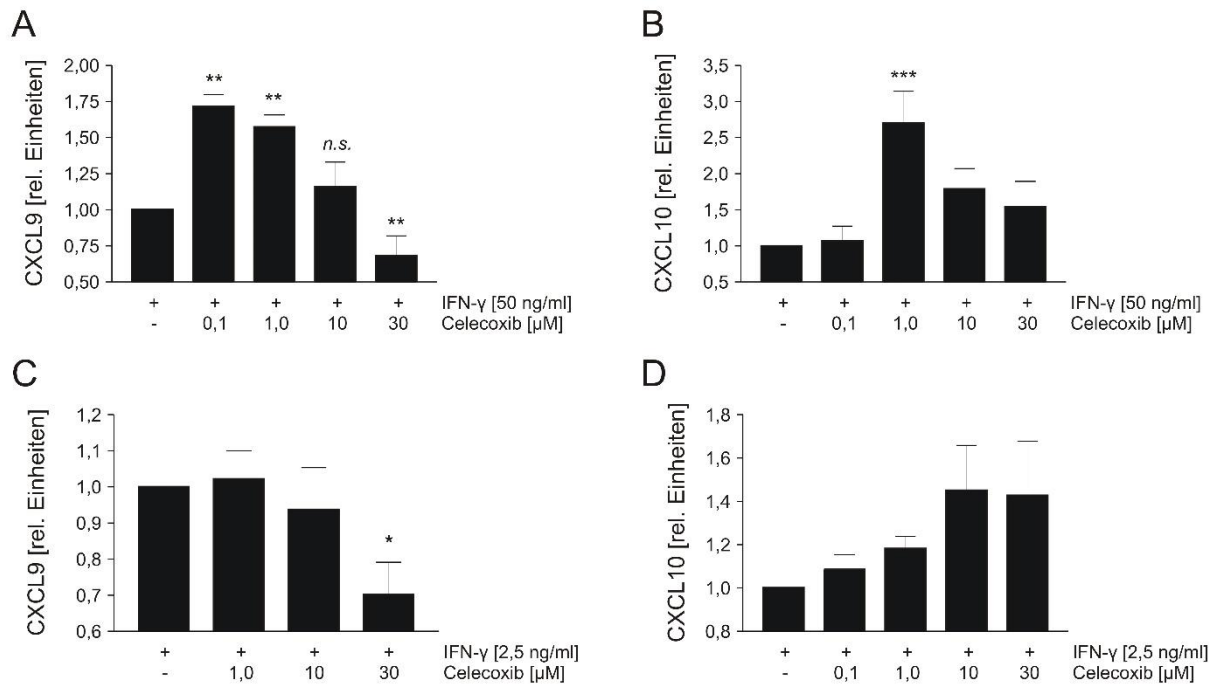 A
CXCL9 [rel. Einheiten]
2,00
1,75
1,50
1,25
1,00
0,75
0,50
** ** n.s. **
+ + + + + IFN-γ [50 ng/ml]
- 0,1 1,0 10 30 Celecoxib [µM]
B
CXCL10 [rel. Einheiten]
3,5
3,0
2,5
2,0
1,5
1,0
0,5
***
+ + + + + IFN-γ [50 ng/ml]
- 0,1 1,0 10 30 Celecoxib [µM]
C
CXCL9 [rel. Einheiten]
1,2
1,1
1,0
0,9
0,8
0,7
0,6
*
+ + + + IFN-γ [2,5 ng/ml]
- 1,0 10 30 Celecoxib [µM]
D
CXCL10 [rel. Einheiten]
1,8
1,6
1,4
1,2
1,0
0,8
+ + + + + IFN-γ [2,5 ng/ml]
- 0,1 1,0 10 30 Celecoxib [µM]